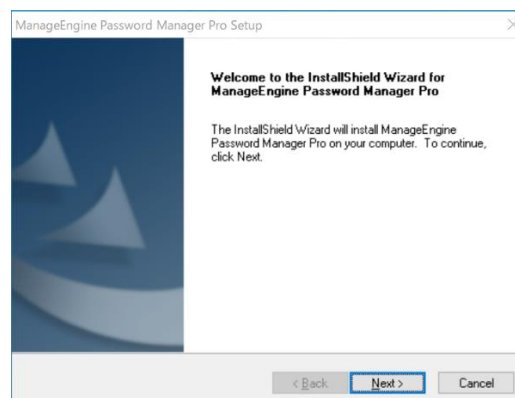 ManageEngine Password Manager Pro Setup
Welcome to the InstallShield Wizard for
ManageEngine Password Manager Pro
The InstallShield Wizard will install ManageEngine
Password Manager Pro on your computer. To continue,
click Next.
< Back Next > Cancel